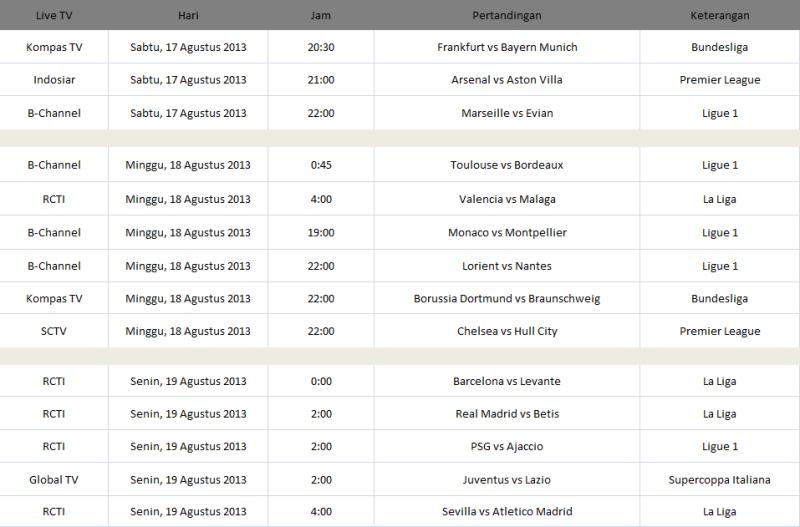 Live TV Hari Jam Pertandingan Keterangan
Kompas TV Sabtu, 17 Agustus 2013 20:30 Frankfurt vs Bayern Munich Bundesliga
Indosiar Sabtu, 17 Agustus 2013 21:00 Arsenal vs Aston Villa Premier League
B-Channel Sabtu, 17 Agustus 2013 22:00 Marseille vs Evian Ligue 1
B-Channel Minggu, 18 Agustus 2013 0:45 Toulouse vs Bordeaux Ligue 1
RCTI Minggu, 18 Agustus 2013 4:00 Valencia vs Malaga La Liga
B-Channel Minggu, 18 Agustus 2013 19:00 Monaco vs Montpellier Ligue 1
B-Channel Minggu, 18 Agustus 2013 22:00 Lorient vs Nantes Ligue 1
Kompas TV Minggu, 18 Agustus 2013 22:00 Borussia Dortmund vs Braunschweig Bundesliga
SCTV Minggu, 18 Agustus 2013 22:00 Chelsea vs Hull City Premier League
RCTI Senin, 19 Agustus 2013 0:00 Barcelona vs Levante La Liga
RCTI Senin, 19 Agustus 2013 2:00 Real Madrid vs Betis La Liga
RCTI Senin, 19 Agustus 2013 2:00 PSG vs Ajaccio Ligue 1
Global TV Senin, 19 Agustus 2013 2:00 Juventus vs Lazio Supercoppa Italiana
RCTI Senin, 19 Agustus 2013 4:00 Sevilla vs Atletico Madrid La Liga